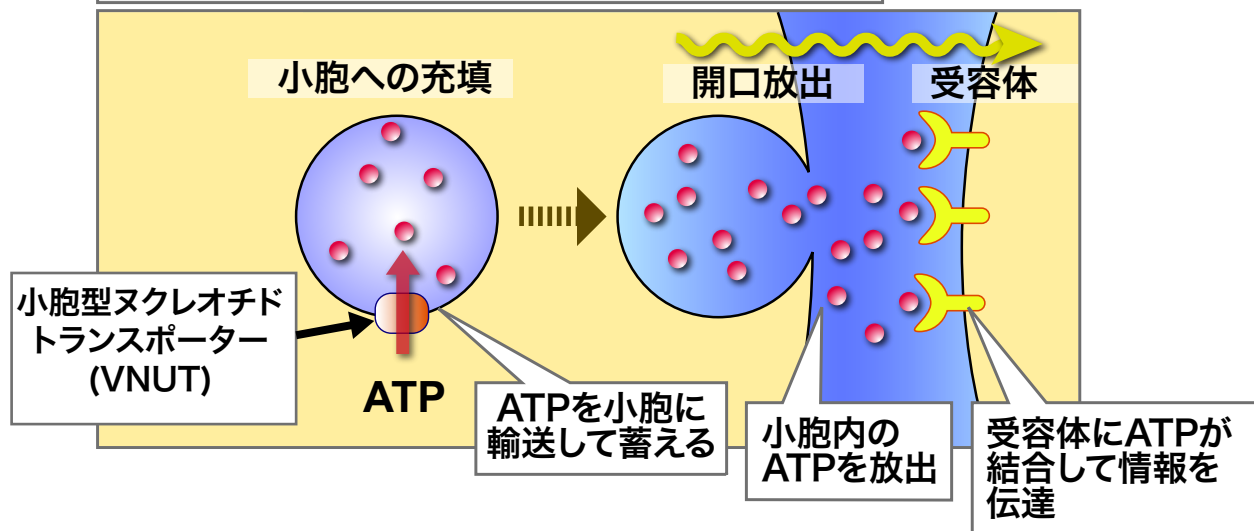 小胞への充填
開口放出
受容体
小胞型ヌクレオチド
トランスポーター
(VNUT)
ATP
ATPを小胞に
輸送して蓄える
小胞内の
ATPを放出
受容体にATPが
結合して情報を
伝達